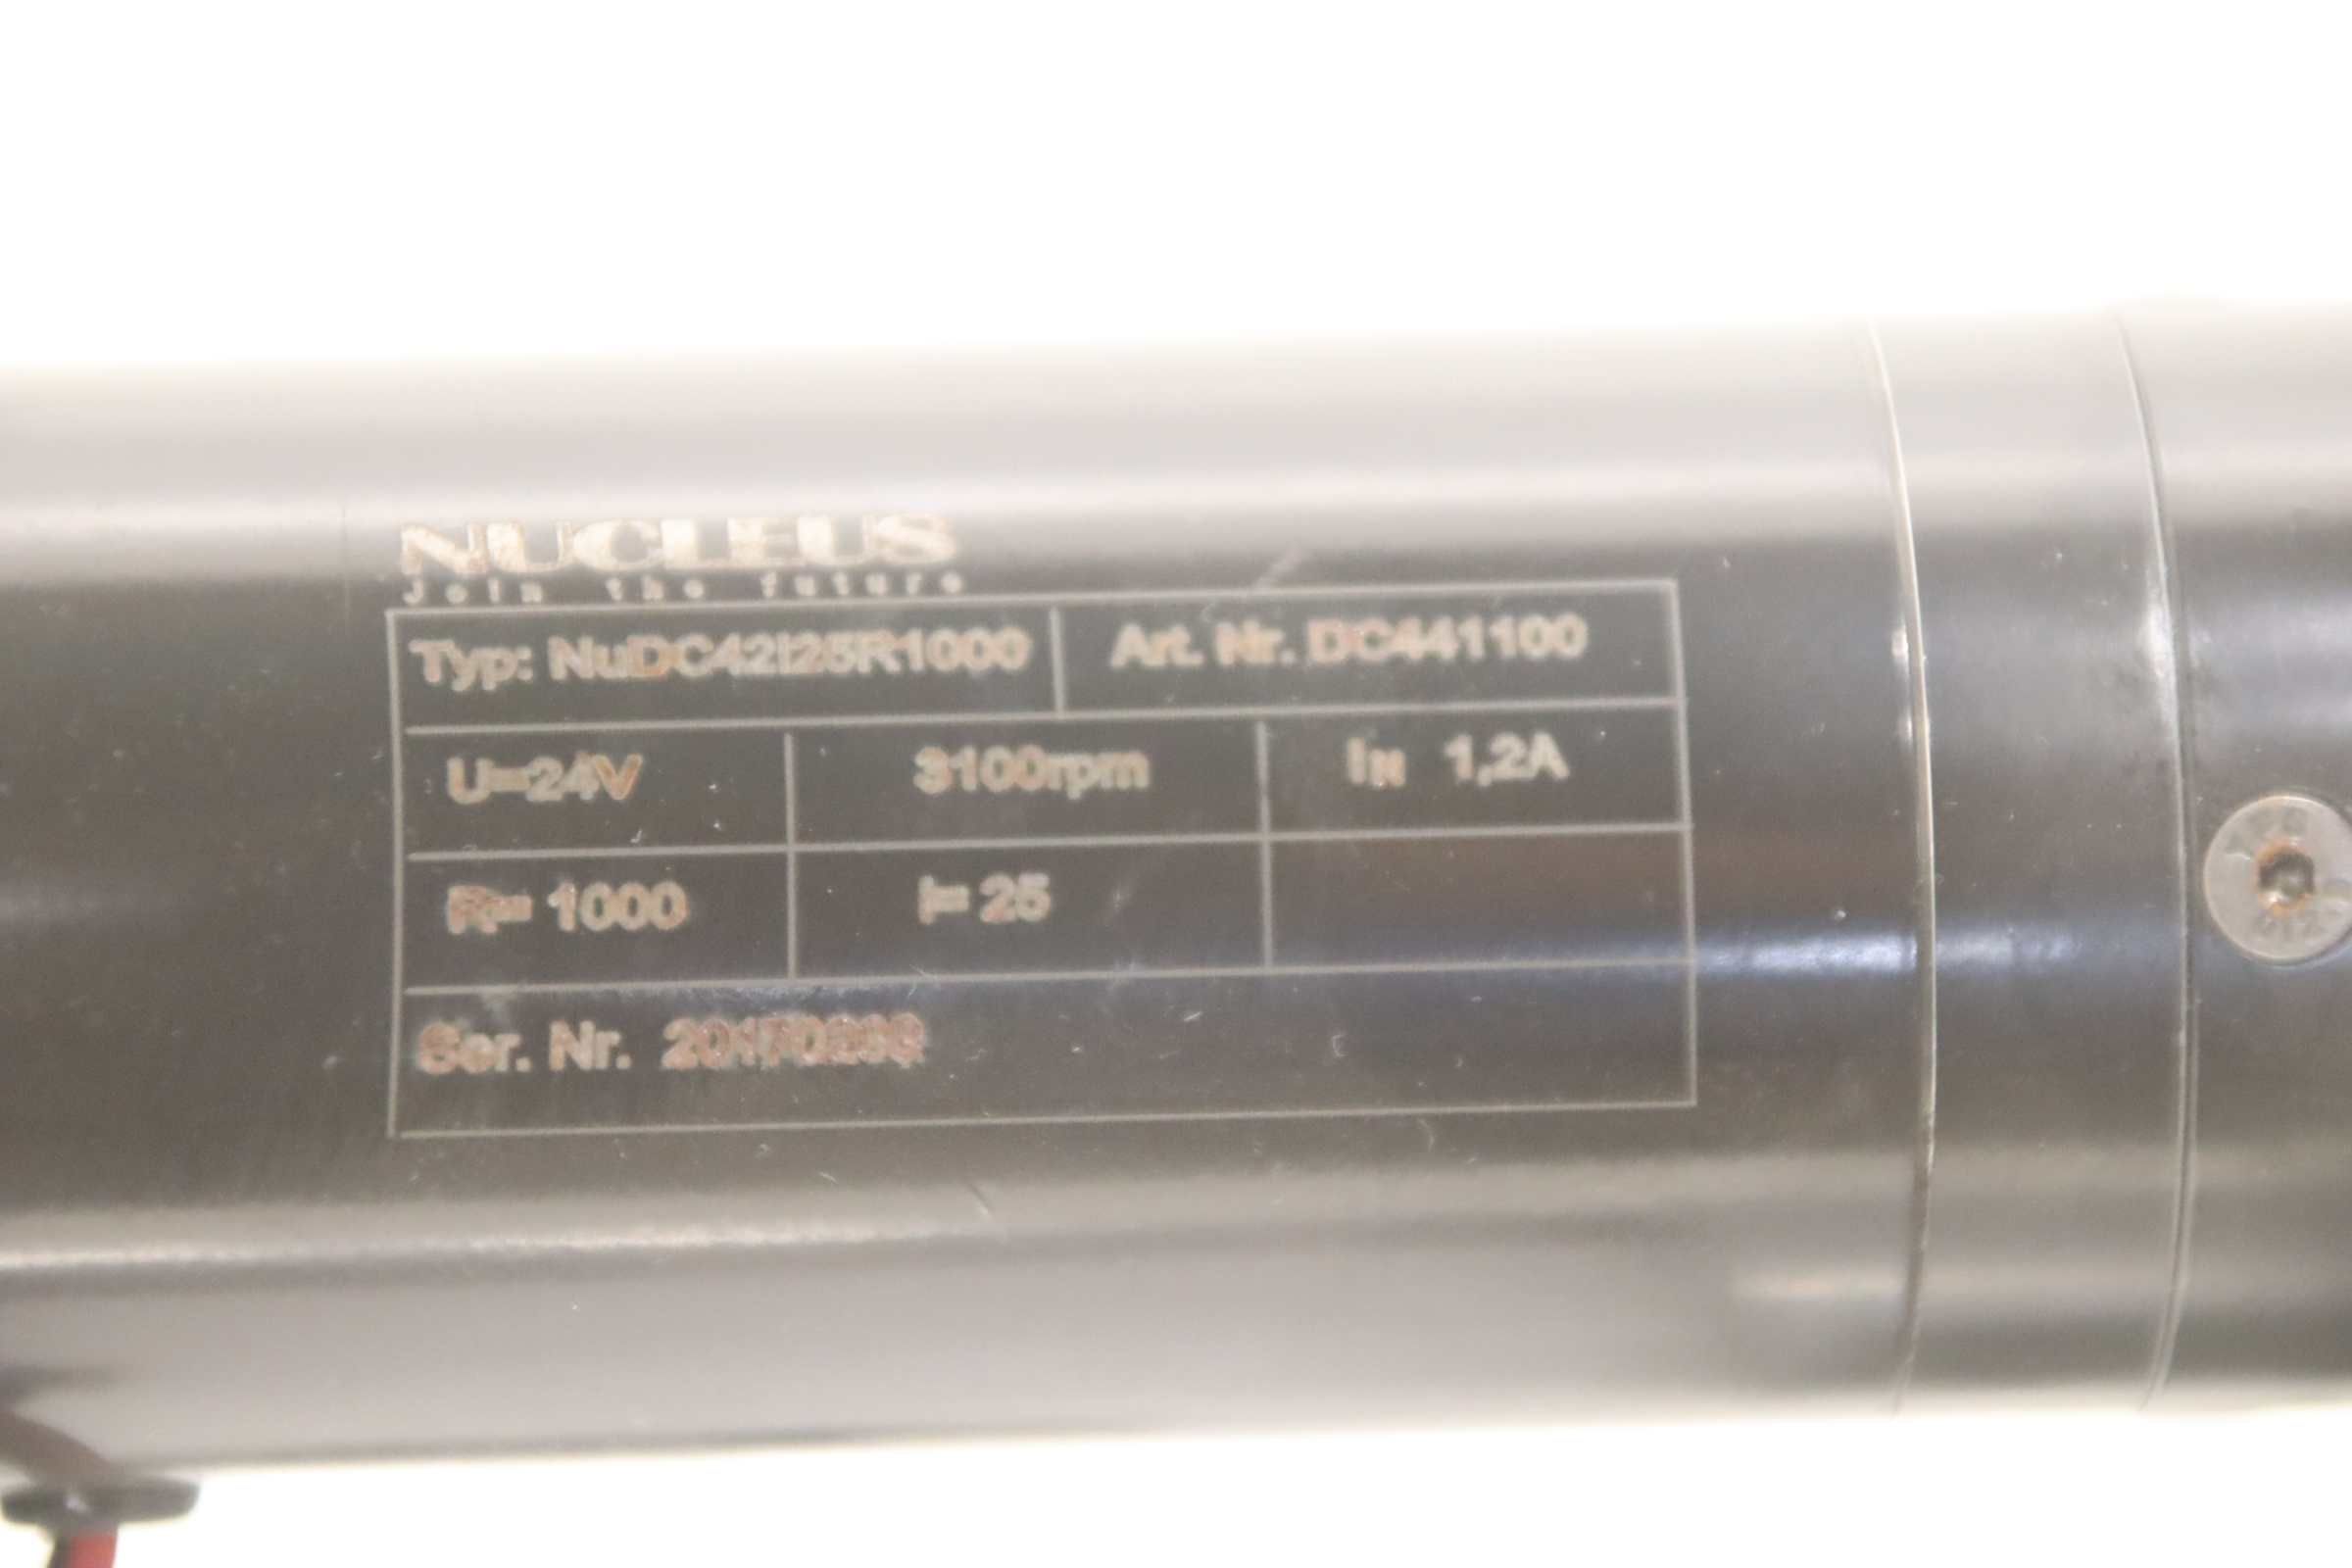 NUCLEUS
Join the future
Typ: NuDC42I25R1000 Art. Nr. DC441100
U=24V 3100rpm IN 1,2A
R= 1000 I= 25
Ser. Nr.